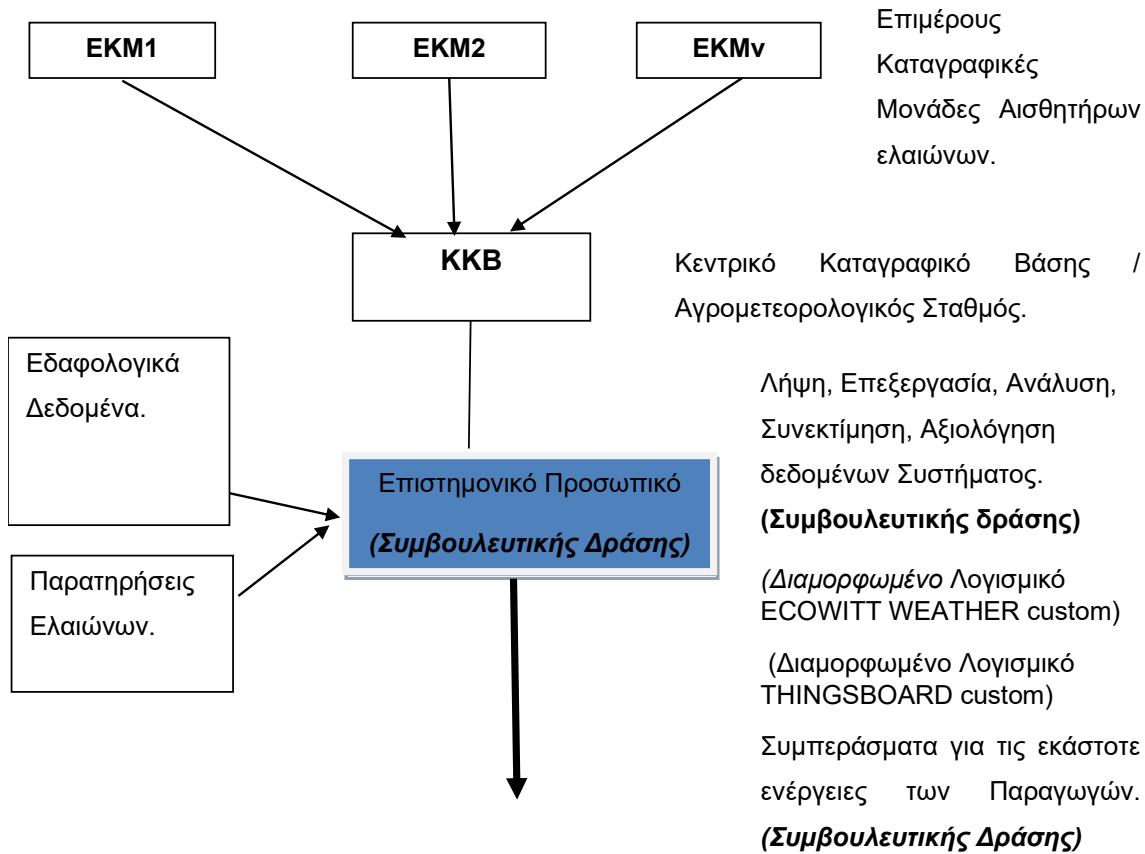 ΕΚΜ1
ΕΚΜ2
ΕΚΜν
Επιμέρους
Καταγραφικές
Μονάδες Αισθητήρων
ελαιώνων.
ΚΚΒ
Κεντρικό Καταγραφικό Βάσης /
Αγρομετεορολογικός Σταθμός.
Εδαφολογικά
Δεδομένα.
Λήψη, Επεξεργασία, Ανάλυση,
Συνεκτίμηση, Αξιολόγηση
δεδομένων Συστήματος.
(Συμβουλευτικής δράσης)
Επιστημονικό Προσωπικό
(Συμβουλευτικής Δράσης)
Παρατηρήσεις
Ελαιώνων.
(Διαμορφωμένο Λογισμικό
ECOWITT WEATHER custom)
(Διαμορφωμένο Λογισμικό
THINGSBOARD custom)
Συμπεράσματα για τις εκάστοτε
ενέργειες των Παραγωγών.
(Συμβουλευτικής Δράσης)